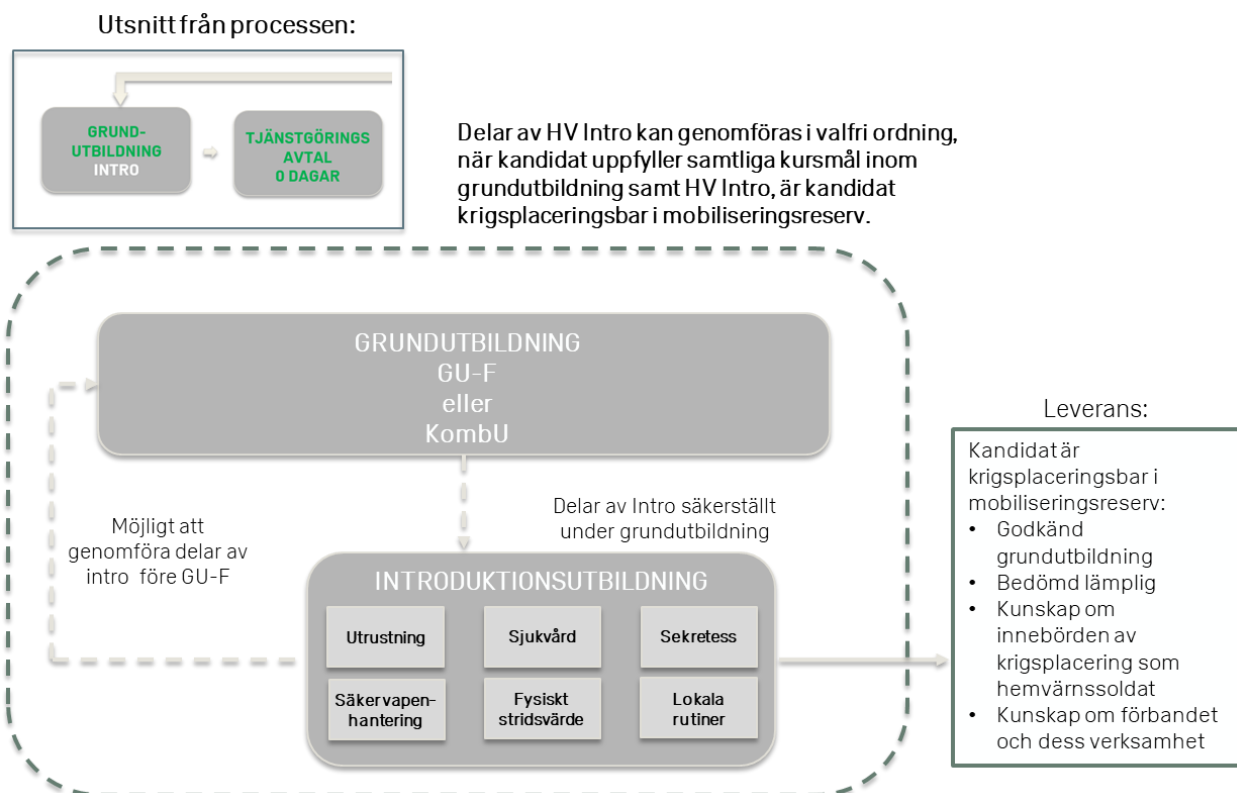 Utsnitt från processen:
GRUND-
UTBILDNING
INTRO
TJÄNSTGÖRINGS
AVTAL
0 DAGAR
Delar av HV Intro kan genomföras i valfri ordning,
när kandidat uppfyller samtliga kursmål inom
grundutbildning samt HV Intro, är kandidat
krigsplaceringsbar i mobiliseringsreserv.
GRUNDUTBILDNING
GU-F
eller
KombU
Möjligt att
genomföra delar av
intro före GU-F
Delar av Intro säkerställt
under grundutbildning
INTRODUKTIONSUTBILDNING
Utrustning
Sjukvård
Sekretess
Säker vapen-
hantering
Fysiskt
stridsvärde
Lokala
rutiner
Leverans:
Kandidat är
krigsplaceringsbar i
mobiliseringsreserv:
• Godkänd
grundutbildning
• Bedömd lämplig
• Kunskap om
innebörden av
krigsplacering som
hemvärnssoldat
• Kunskap om förbandet
och dess verksamhet